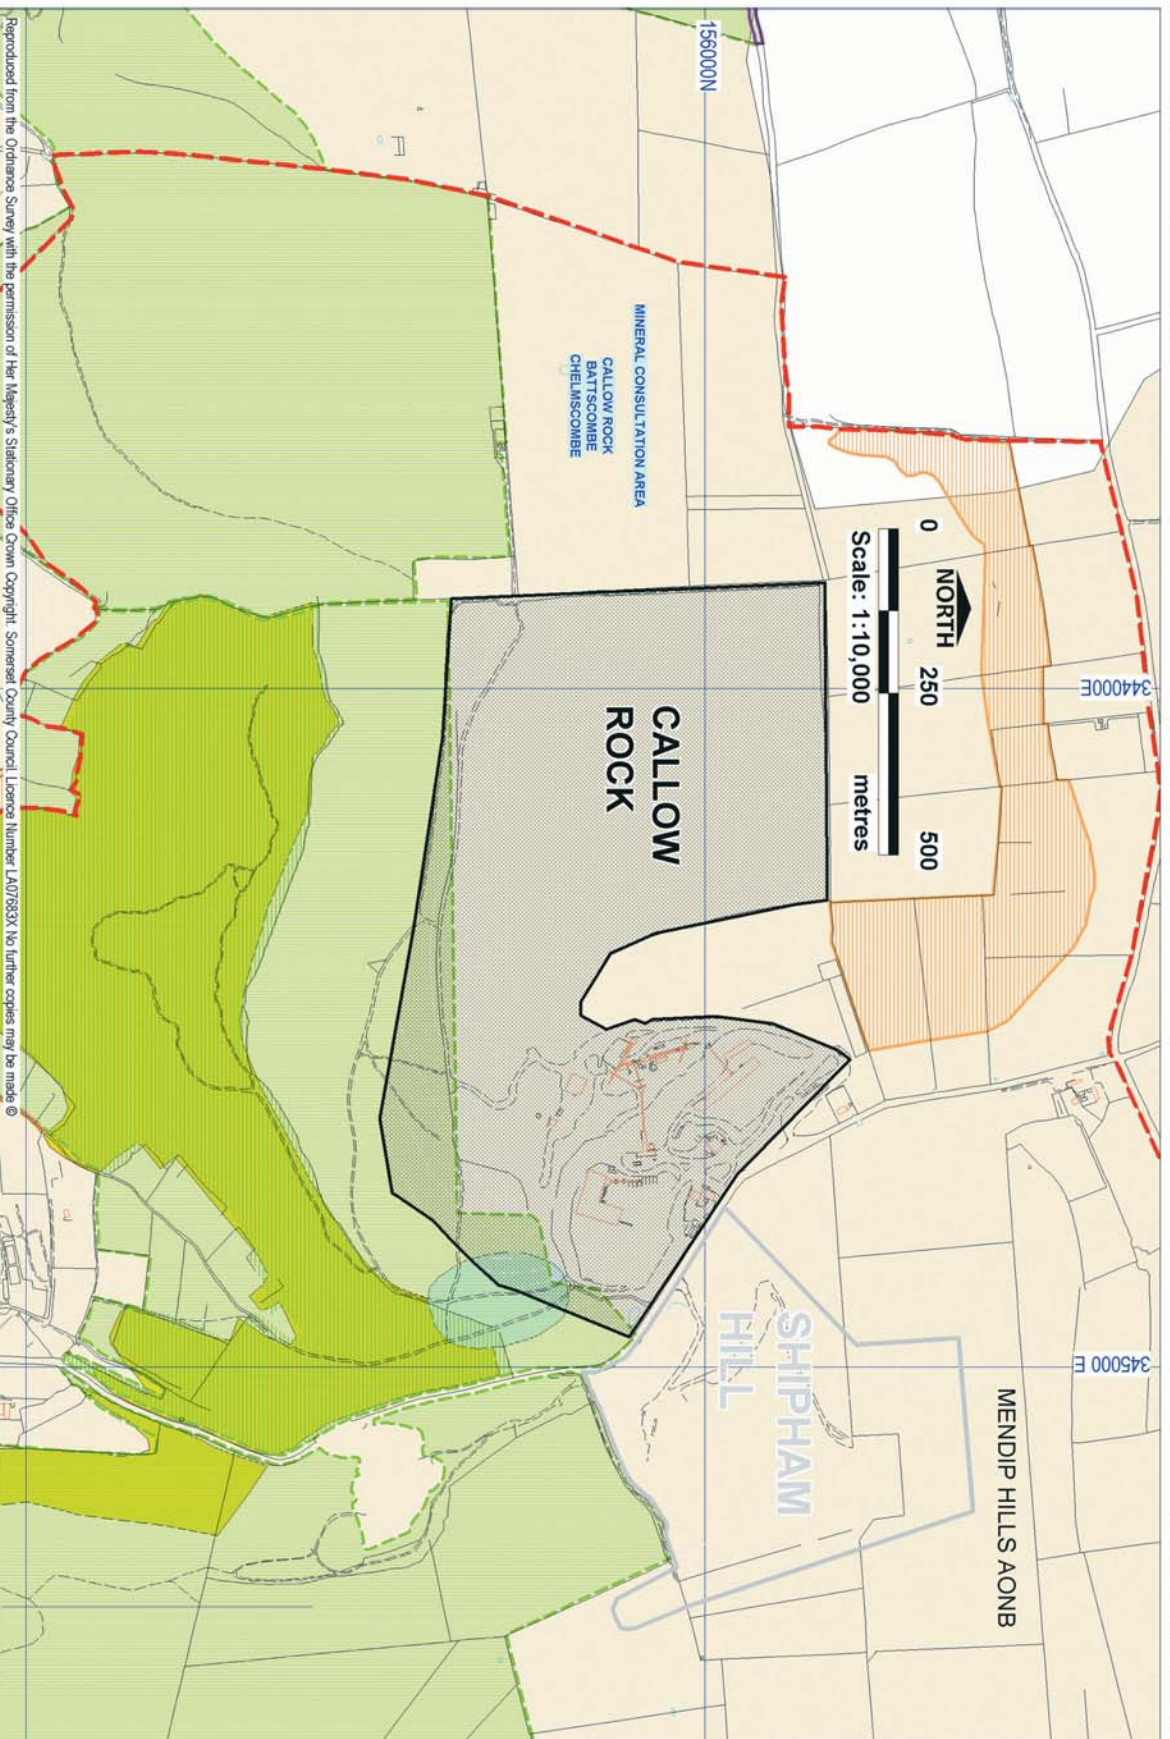 344000E
345000 E
MENDIP HILLS AONB
NORTH
0 250 500
Scale: 1:10,000 metres
SHIPHAM
HILL
156000N
CALLOW
ROCK
MINERAL CONSULTATION AREA
CALLOW ROCK
BATTSCOMBE
CHELMSCOMBE
Reproduced from the Ordnance Survey with the permission of Her Majesty's Stationary Office Crown Copyright. Somerset County Council Licence Number LA07683X No further copies may be made ©